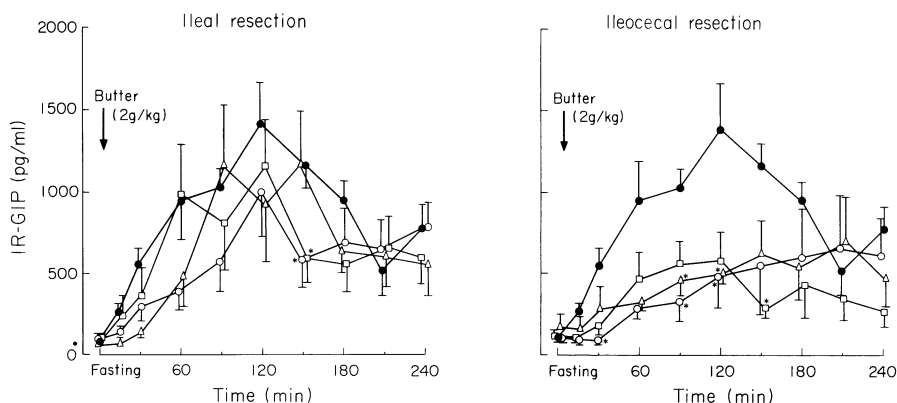 Ileal resection
2000
1500
1000
500
0
IR-GIP (pg/ml)
Butter
(2g/kg)
Fasting
60
120
180
240
Time (min)
Ileocecal resection
Butter
(2g/kg)
Fasting
60
120
180
240
Time (min)